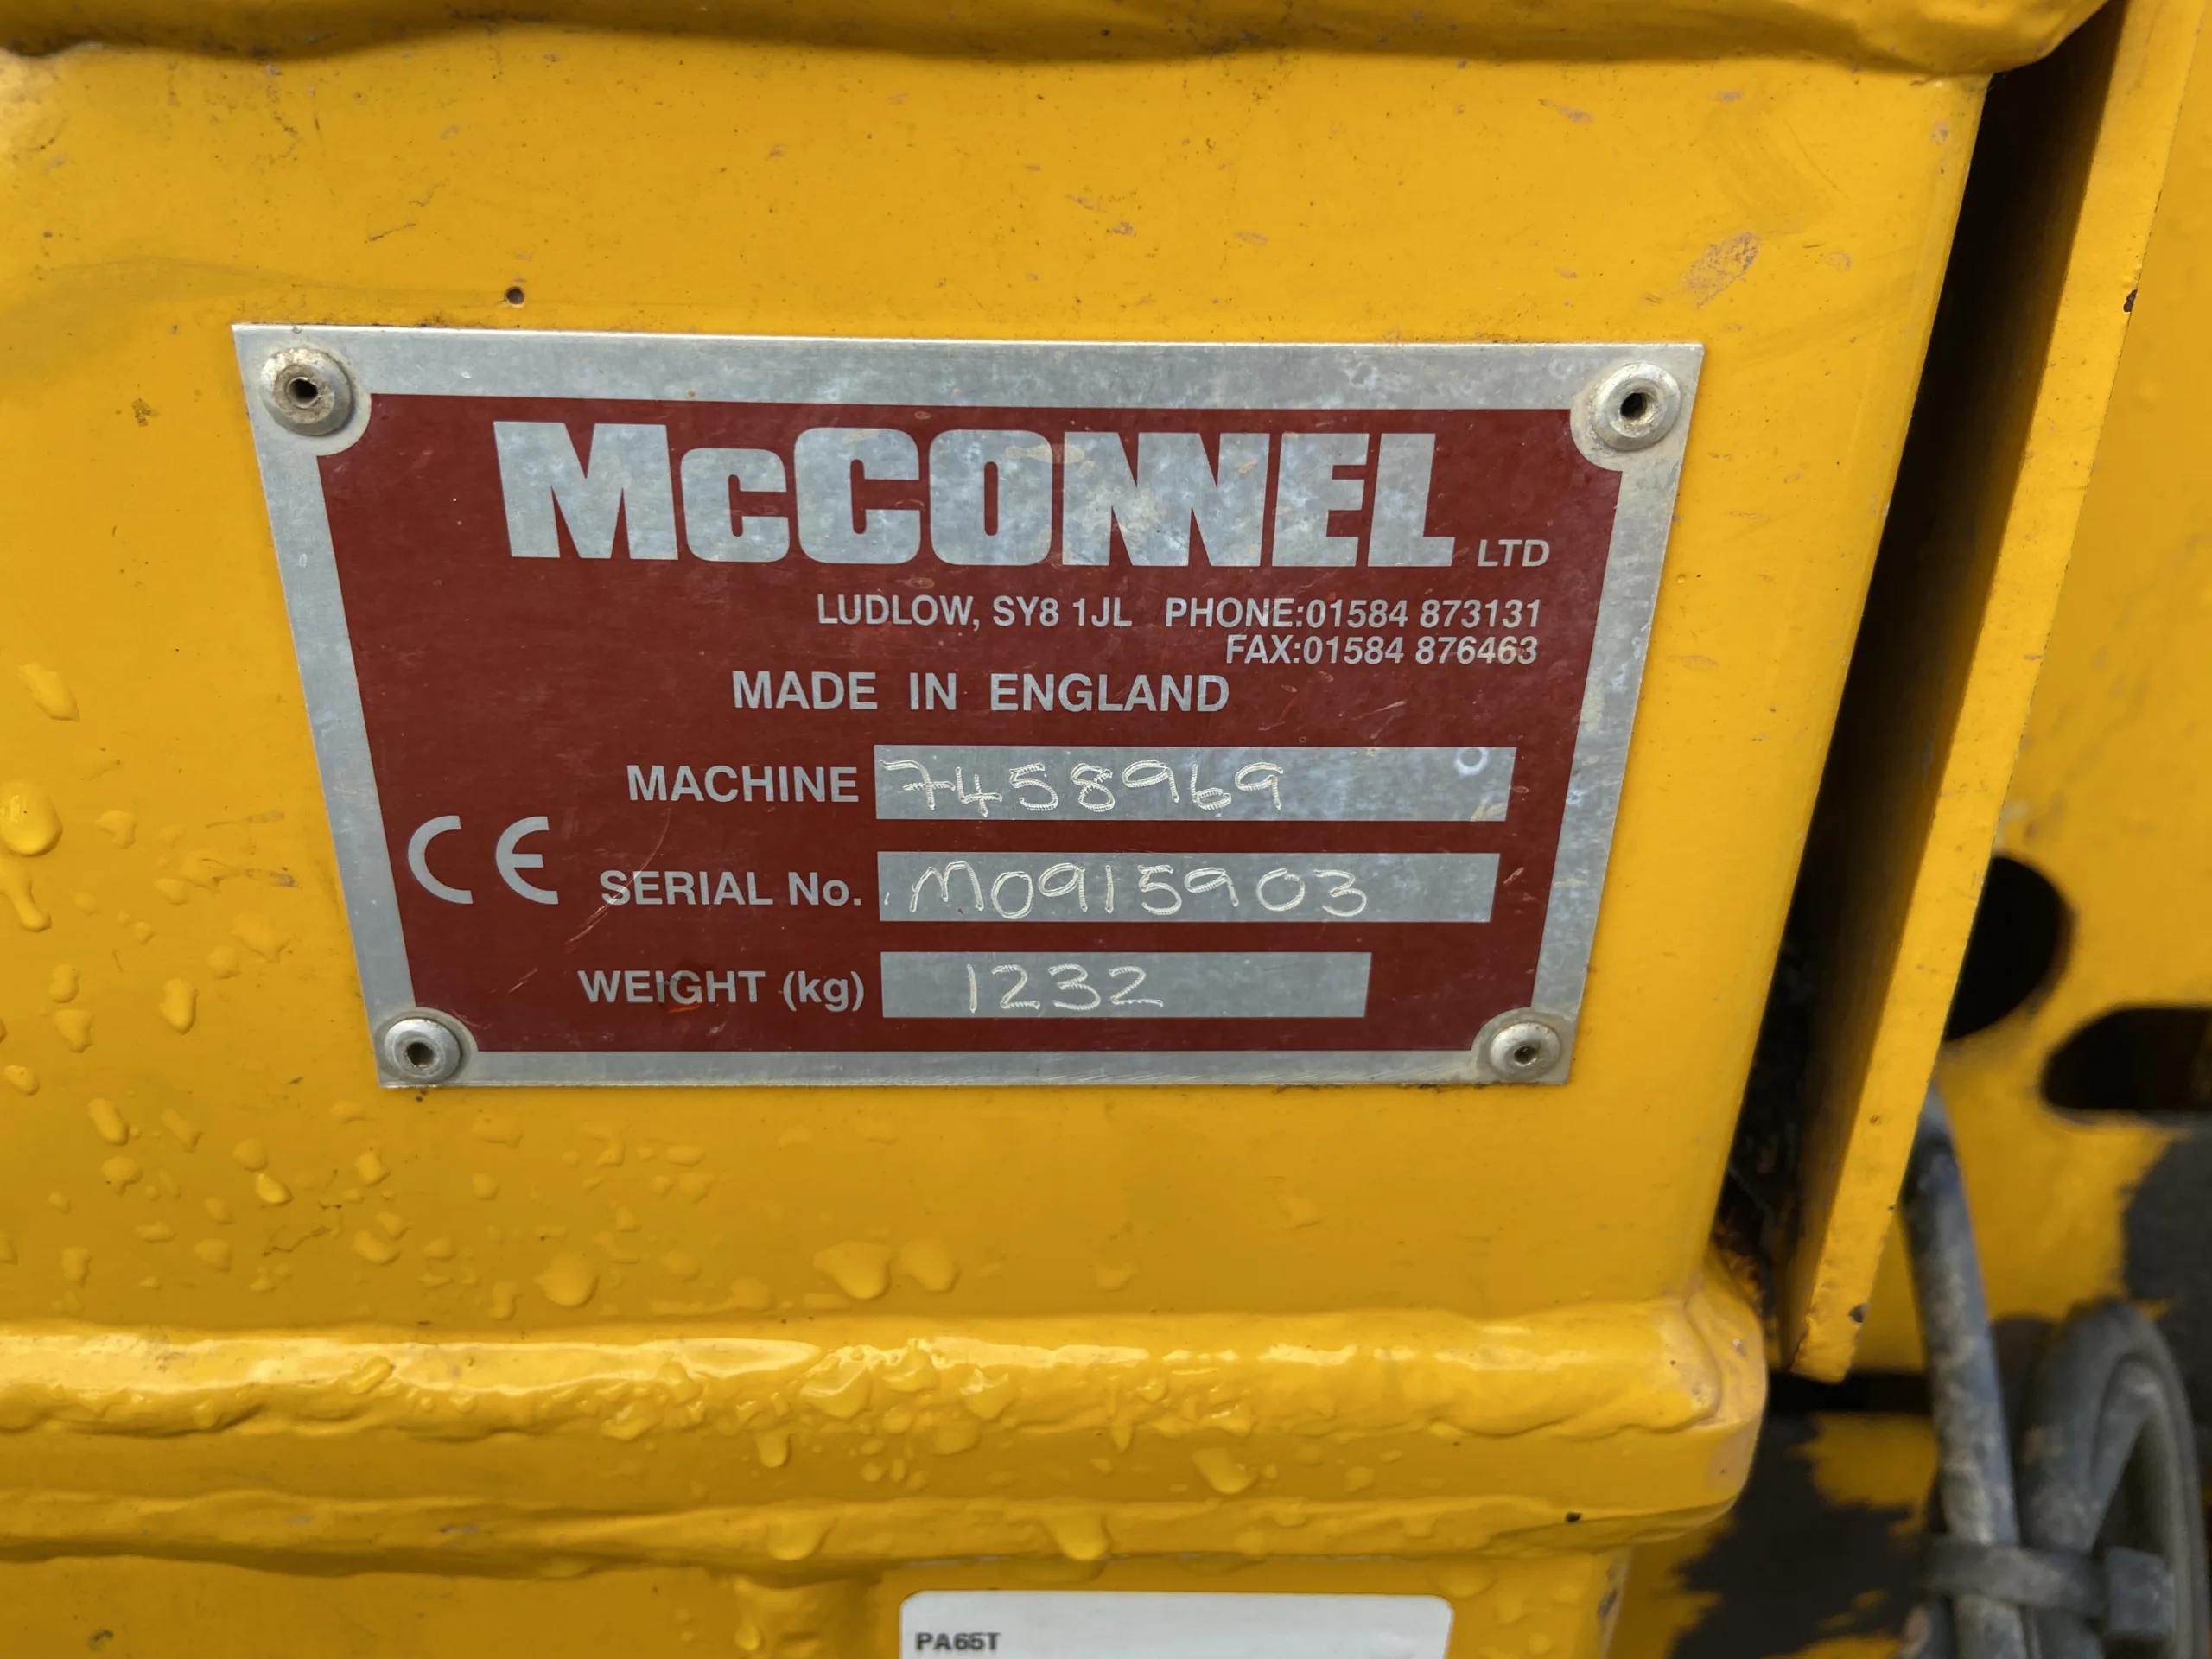 McCONNEL LTD
LUDLOW, SY8 1JL PHONE:01584 873131
FAX:01584 876463
MADE IN ENGLAND
MACHINE 7458969
CE
SERIAL No. M0915903
WEIGHT (kg) 1232
PA65T